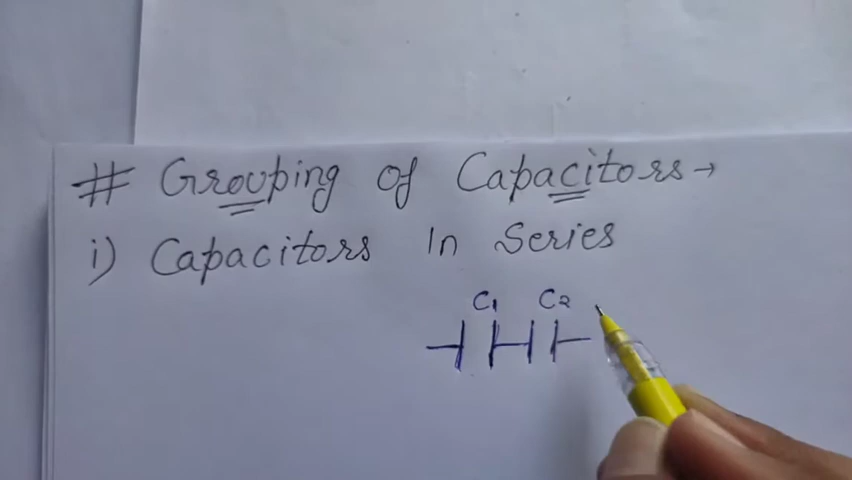 # Grouping of Capacitors →
i) Capacitors In Series
C1 C2